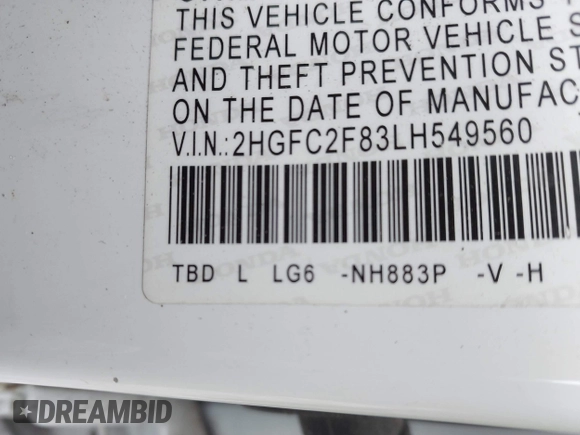 THIS VEHICLE CONFORMS
FEDERAL MOTOR VEHICLE S
AND THEFT PREVENTION ST
ON THE DATE OF MANUFAC
V.I.N.:2HGFC2F83LH549560
TBD L LG6 -NH883P -V -H
HONDA
DREAMBID